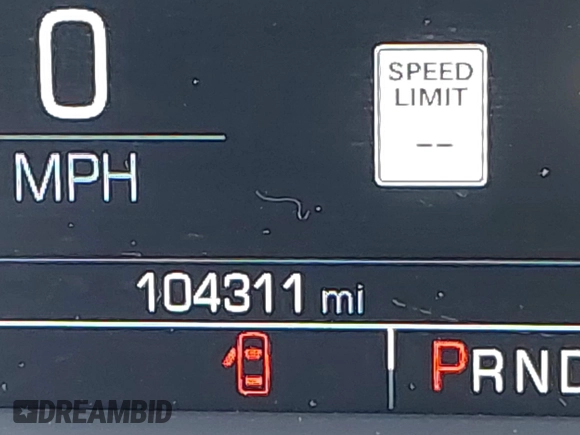 0
MPH
SPEED
LIMIT
--
104311 mi
PRND
DREAMBID